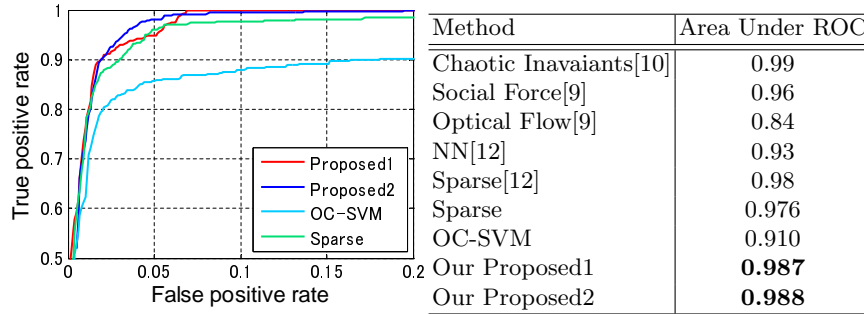 1
0.9
0.8
0.7
0.6
0.5
0
0.05
0.1
0.15
0.2
True positive rate
False positive rate
Proposed1
Proposed2
OC-SVM
Sparse
Method Area Under ROC
Chaotic Inavaiants[10] 0.99
Social Force[9] 0.96
Optical Flow[9] 0.84
NN[12] 0.93
Sparse[12] 0.98
Sparse 0.976
OC-SVM 0.910
Our Proposed1 0.987
Our Proposed2 0.988